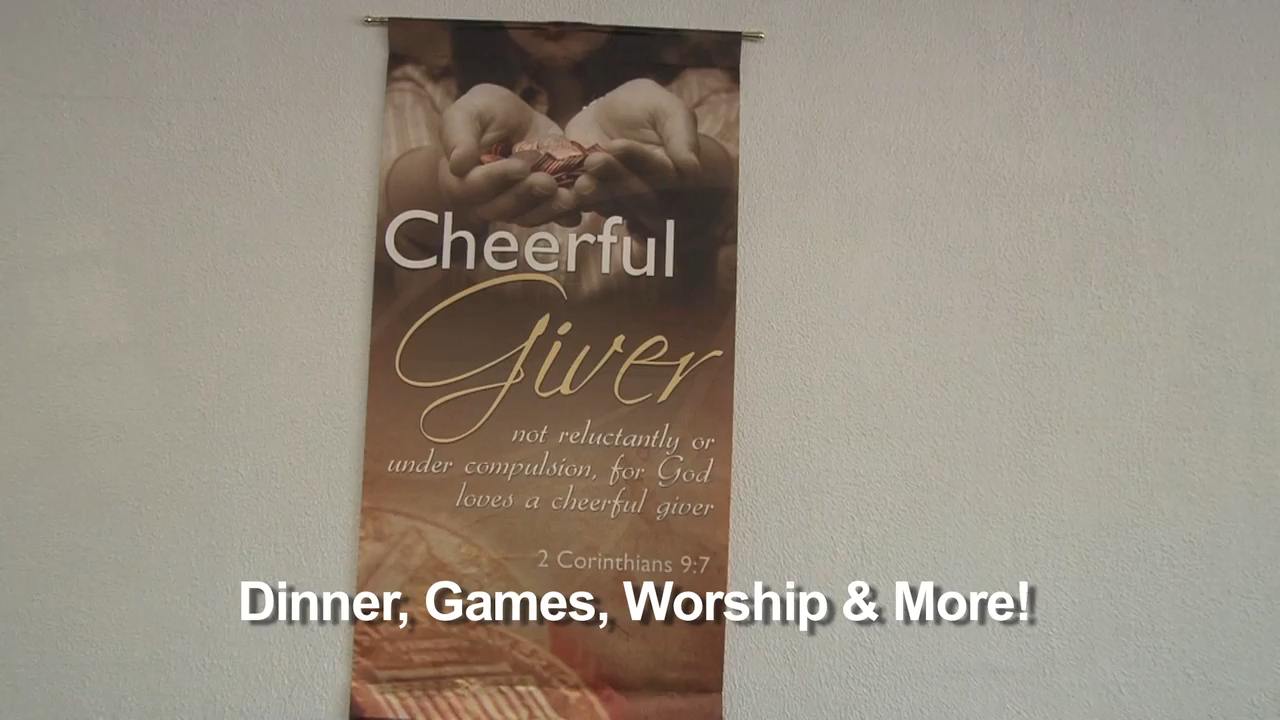 Cheerful
Giver
not reluctantly or
under compulsion, for God
loves a cheerful giver
2 Corinthians 9:7
Dinner, Games, Worship & More!